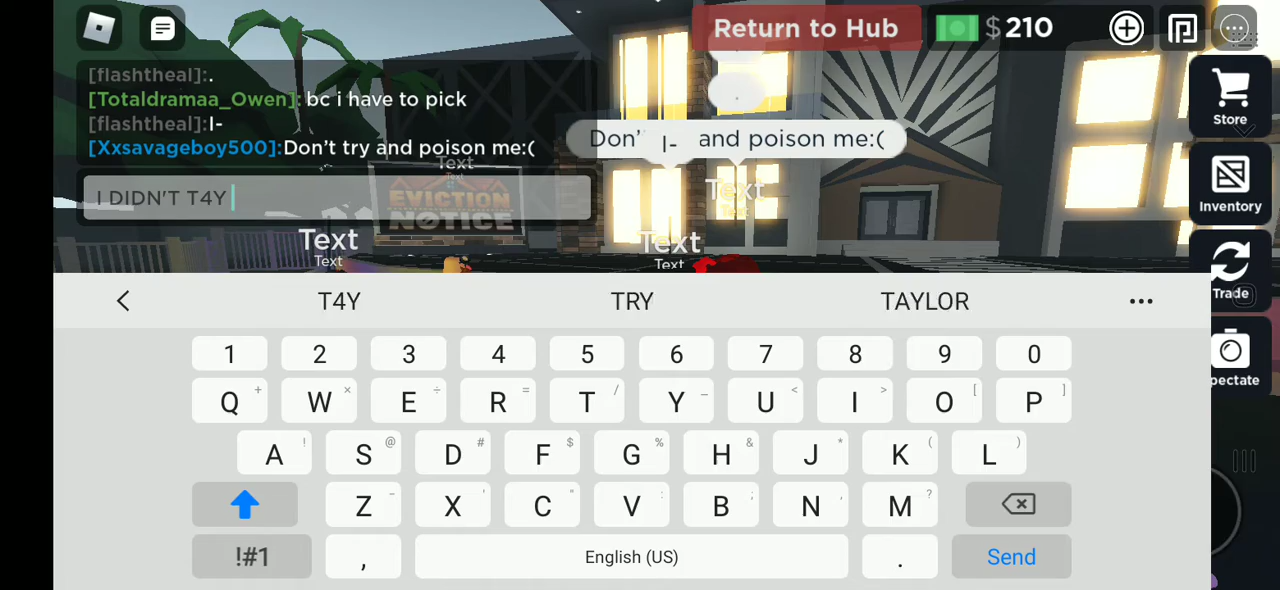 Return to Hub
$ 210
[flashtheal]:.
[Totaldramaa_Owen]: bc i have to pick
[flashtheal]:I-
[Xxsavageboy500]:Don't try and poison me:(
.
Don' I- and poison me:(
I DIDN'T T4Y
EVICTION
NOTICE
Text
Text
Text
Text
Text
Text
Text
Text
Store
Inventory
Trade
pectate
T4Y TRY TAYLOR
1 2 3 4 5 6 7 8 9 0
Q + W × E ÷ R = T / Y _ U < I > O [ P ]
A ! S @ D # F $ G % H & J * K ( L )
Z - X ' C " V : B ; N , M ?
!#1 , English (US) . Send